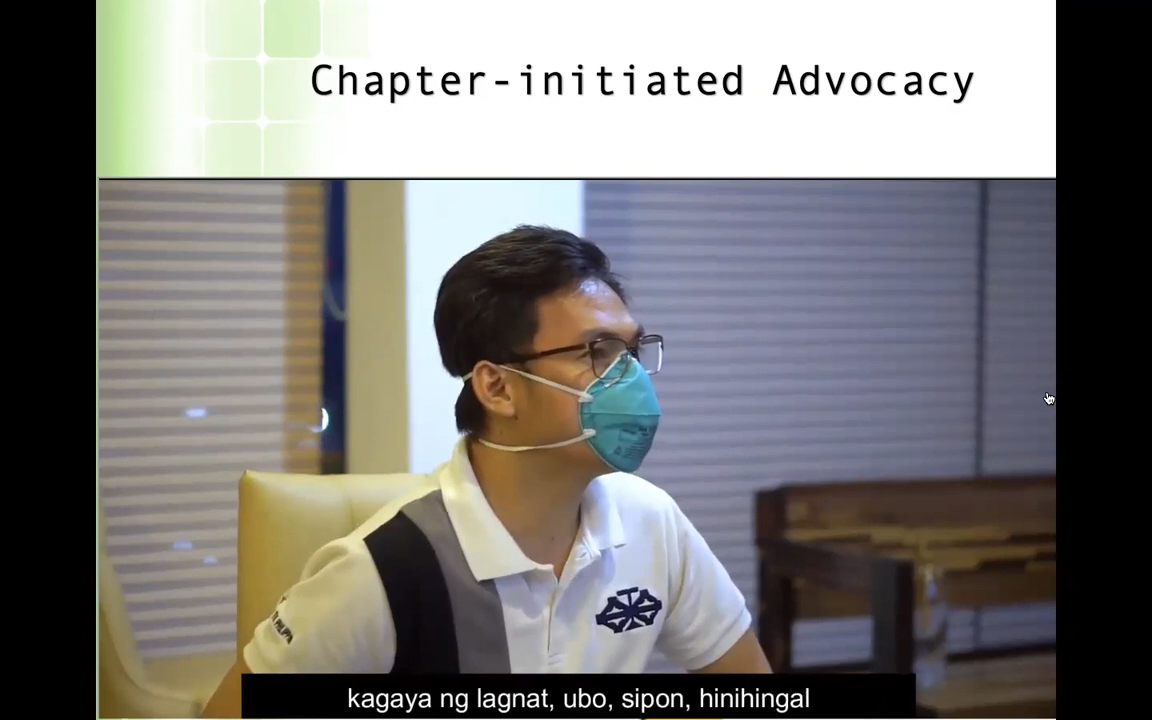 Chapter-initiated Advocacy
kagaya ng lagnat, ubo, sipon, hinihingal